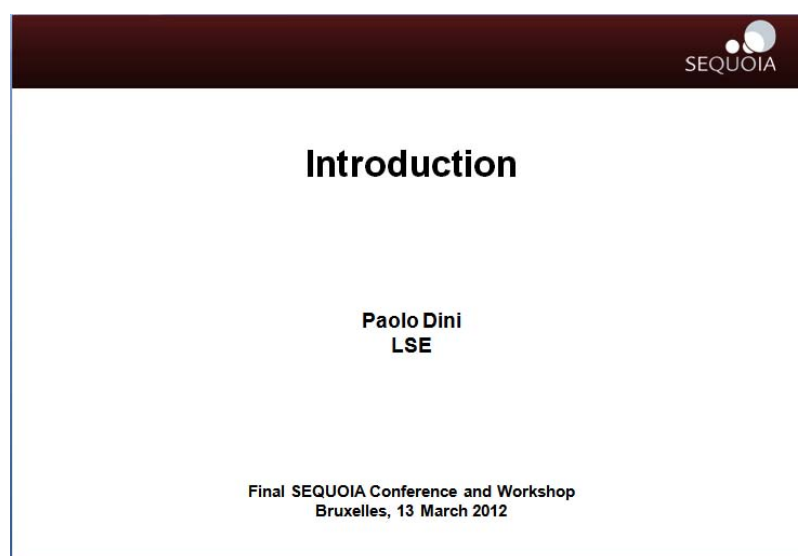 SEQUOIA
Introduction
Paolo Dini
LSE
Final SEQUOIA Conference and Workshop
Bruxelles, 13 March 2012